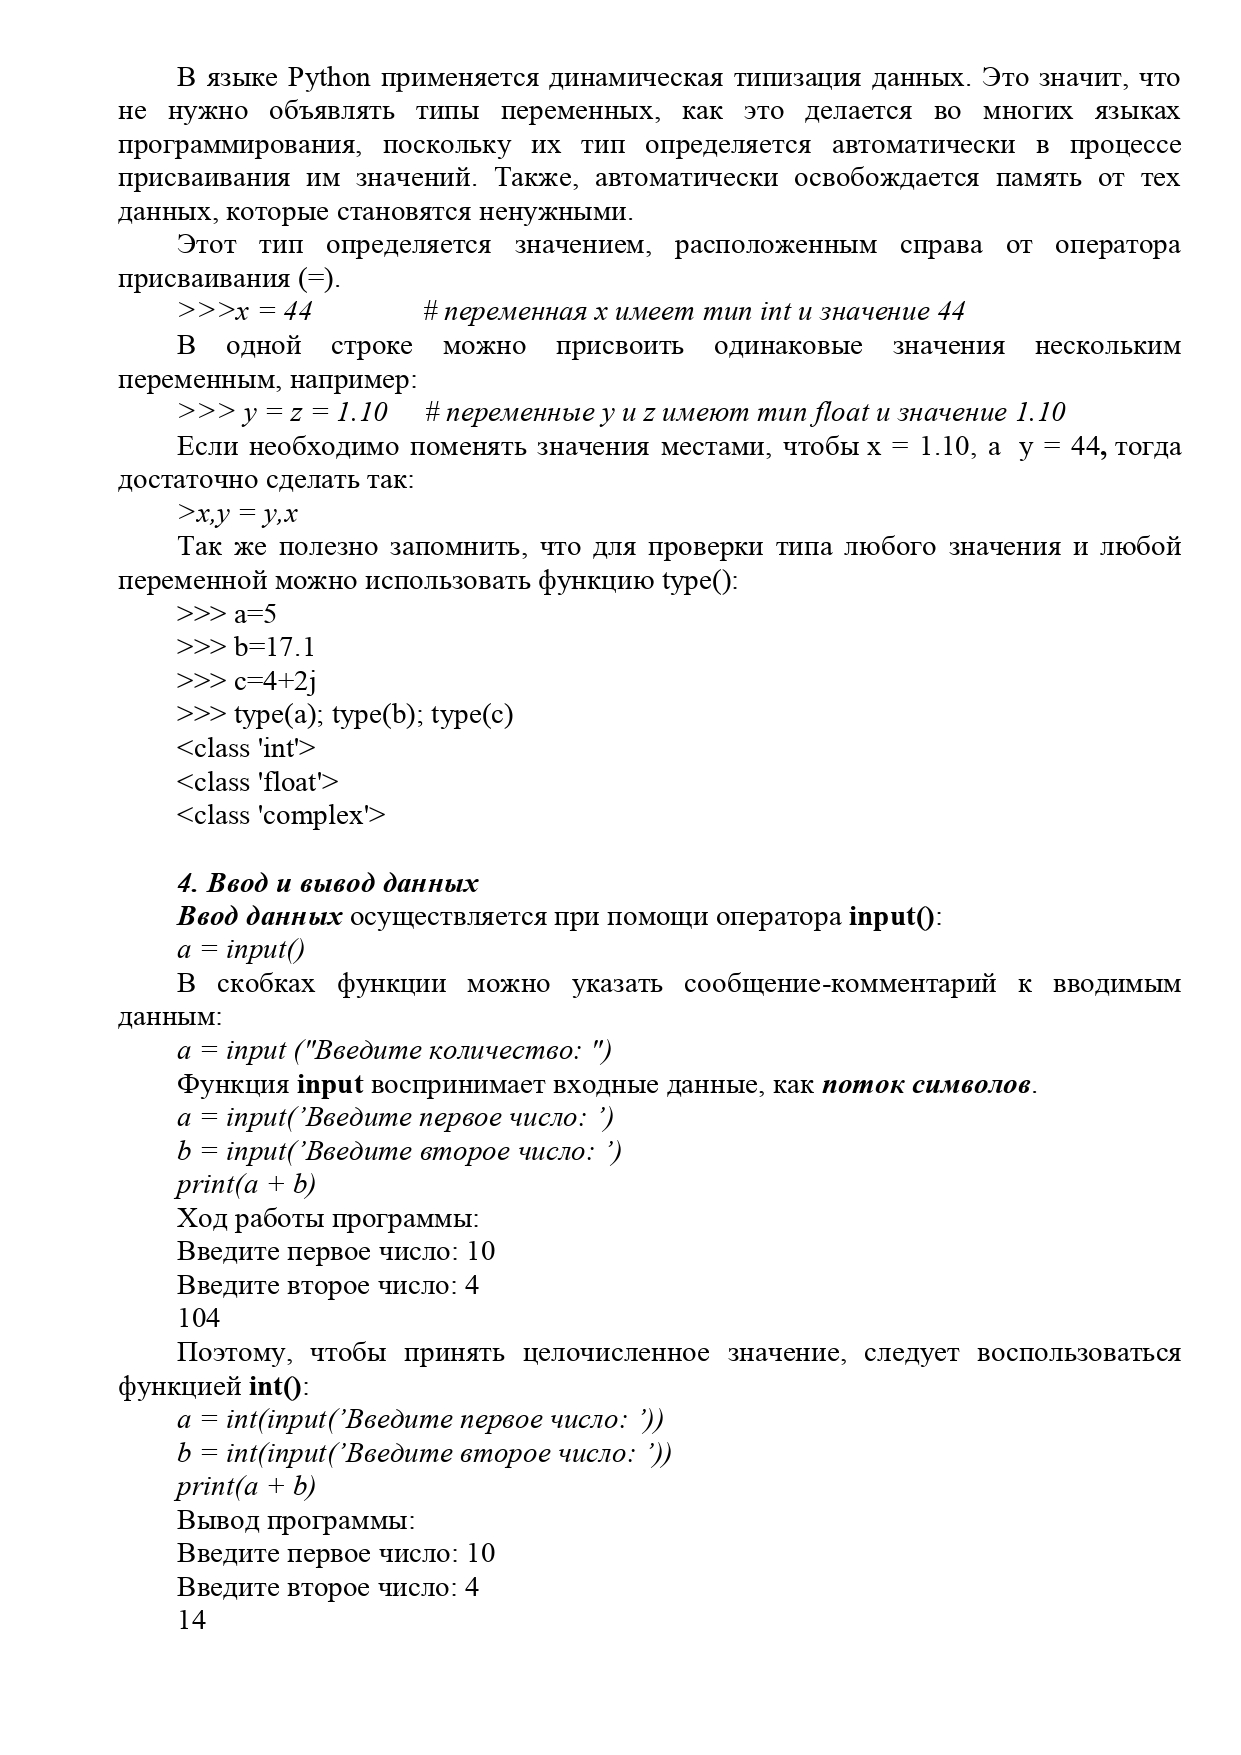 В языке Python применяется динамическая типизация данных. Это значит, что
не нужно объявлять типы переменных, как это делается во многих языках
программирования, поскольку их тип определяется автоматически в процессе
присваивания им значений. Также, автоматически освобождается память от тех
данных, которые становятся ненужными.
Этот тип определяется значением, расположенным справа от оператора
присваивания (=).
>>>x = 44 # переменная x имеет тип int и значение 44
В одной строке можно присвоить одинаковые значения нескольким
переменным, например:
>>> y = z = 1.10 # переменные y и z имеют тип float и значение 1.10
Если необходимо поменять значения местами, чтобы x = 1.10, а y = 44, тогда
достаточно сделать так:
>x,y = y,x
Так же полезно запомнить, что для проверки типа любого значения и любой
переменной можно использовать функцию type():
>>> a=5
>>> b=17.1
>>> c=4+2j
>>> type(a); type(b); type(c)
<class 'int'>
<class 'float'>
<class 'complex'>
4. Ввод и вывод данных
Ввод данных осуществляется при помощи оператора input():
a = input()
В скобках функции можно указать сообщение-комментарий к вводимым
данным:
a = input ("Введите количество: ")
Функция input воспринимает входные данные, как поток символов.
a = input(’Введите первое число: ’)
b = input(’Введите второе число: ’)
print(a + b)
Ход работы программы:
Введите первое число: 10
Введите второе число: 4
104
Поэтому, чтобы принять целочисленное значение, следует воспользоваться
функцией int():
a = int(input(’Введите первое число: ’))
b = int(input(’Введите второе число: ’))
print(a + b)
Вывод программы:
Введите первое число: 10
Введите второе число: 4
14